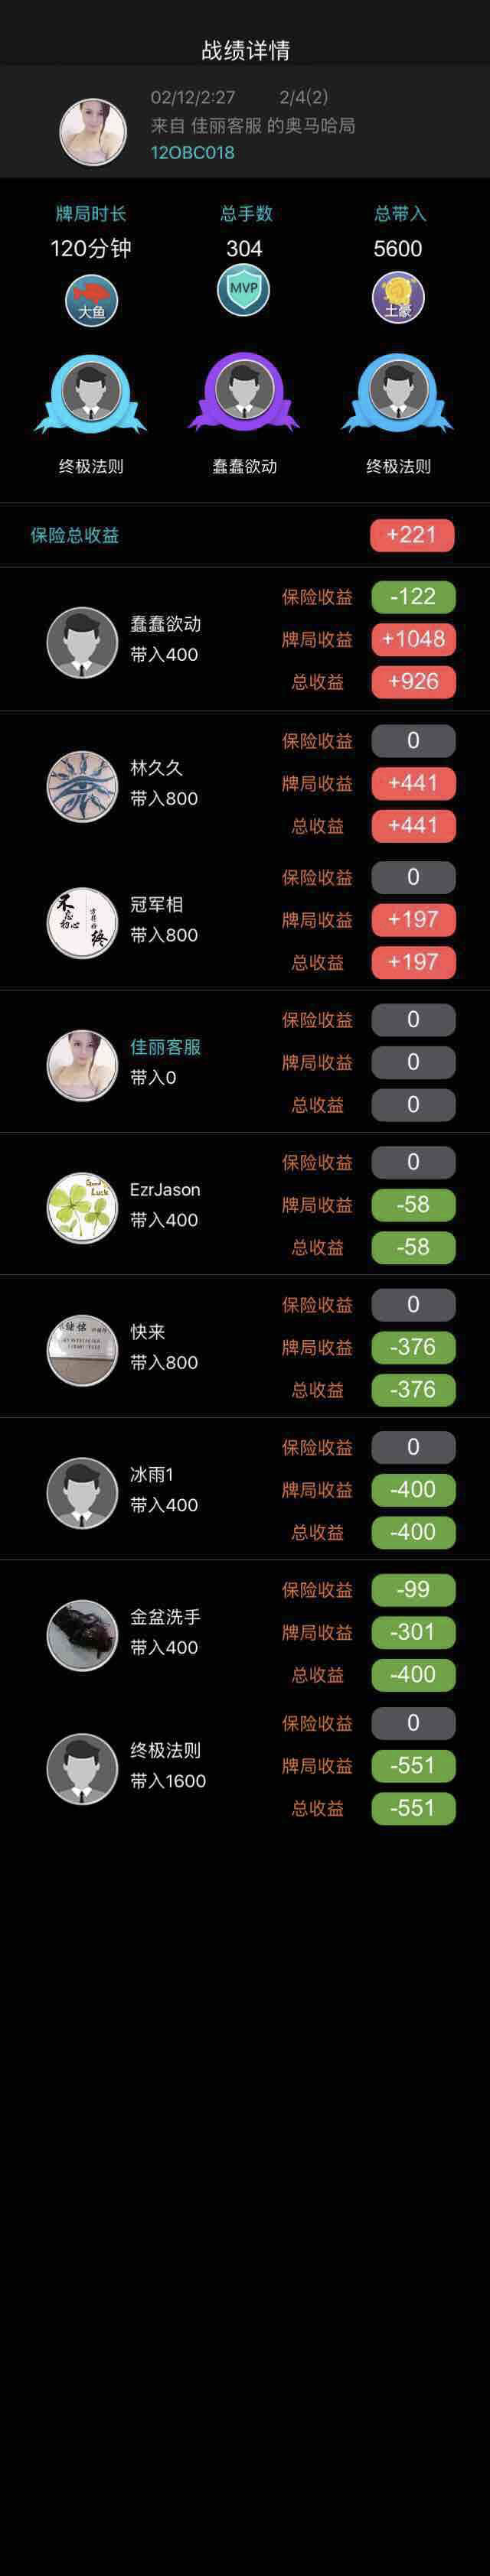 战绩详情
02/12/2:27 2/4(2)
来自 佳丽客服 的奥马哈局
12OBC018
牌局时长 总手数 总带入
120分钟 304 5600
大鱼 MVP 土豪
终极法则 蠢蠢欲动 终极法则
保险总收益 +221
保险收益 -122
蠢蠢欲动
牌局收益 +1048
带入400
总收益 +926
保险收益 0
林久久
牌局收益 +441
带入800
总收益 +441
保险收益 0
冠军相
牌局收益 +197
带入800
总收益 +197
不忘初心
方得始终
保险收益 0
佳丽客服
牌局收益 0
带入0
总收益 0
保险收益 0
Good Luck
EzrJason
牌局收益 -58
带入400
总收益 -58
保险收益 0
快来
牌局收益 -376
带入800
总收益 -376
保险收益 0
冰雨1
牌局收益 -400
带入400
总收益 -400
保险收益 -99
金盆洗手
牌局收益 -301
带入400
总收益 -400
保险收益 0
终极法则
牌局收益 -551
带入1600
总收益 -551